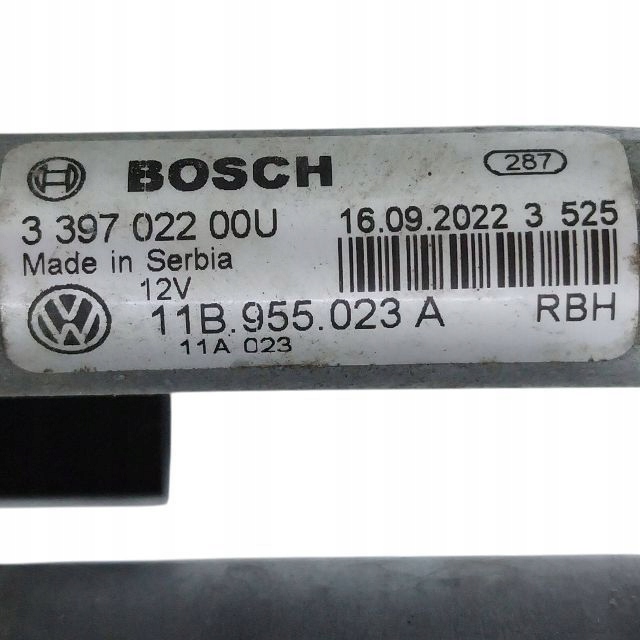 BOSCH 287
3 397 022 00U 16.09.2022 3 525
Made in Serbia
12V
11B.955.023 A RBH
11A 023